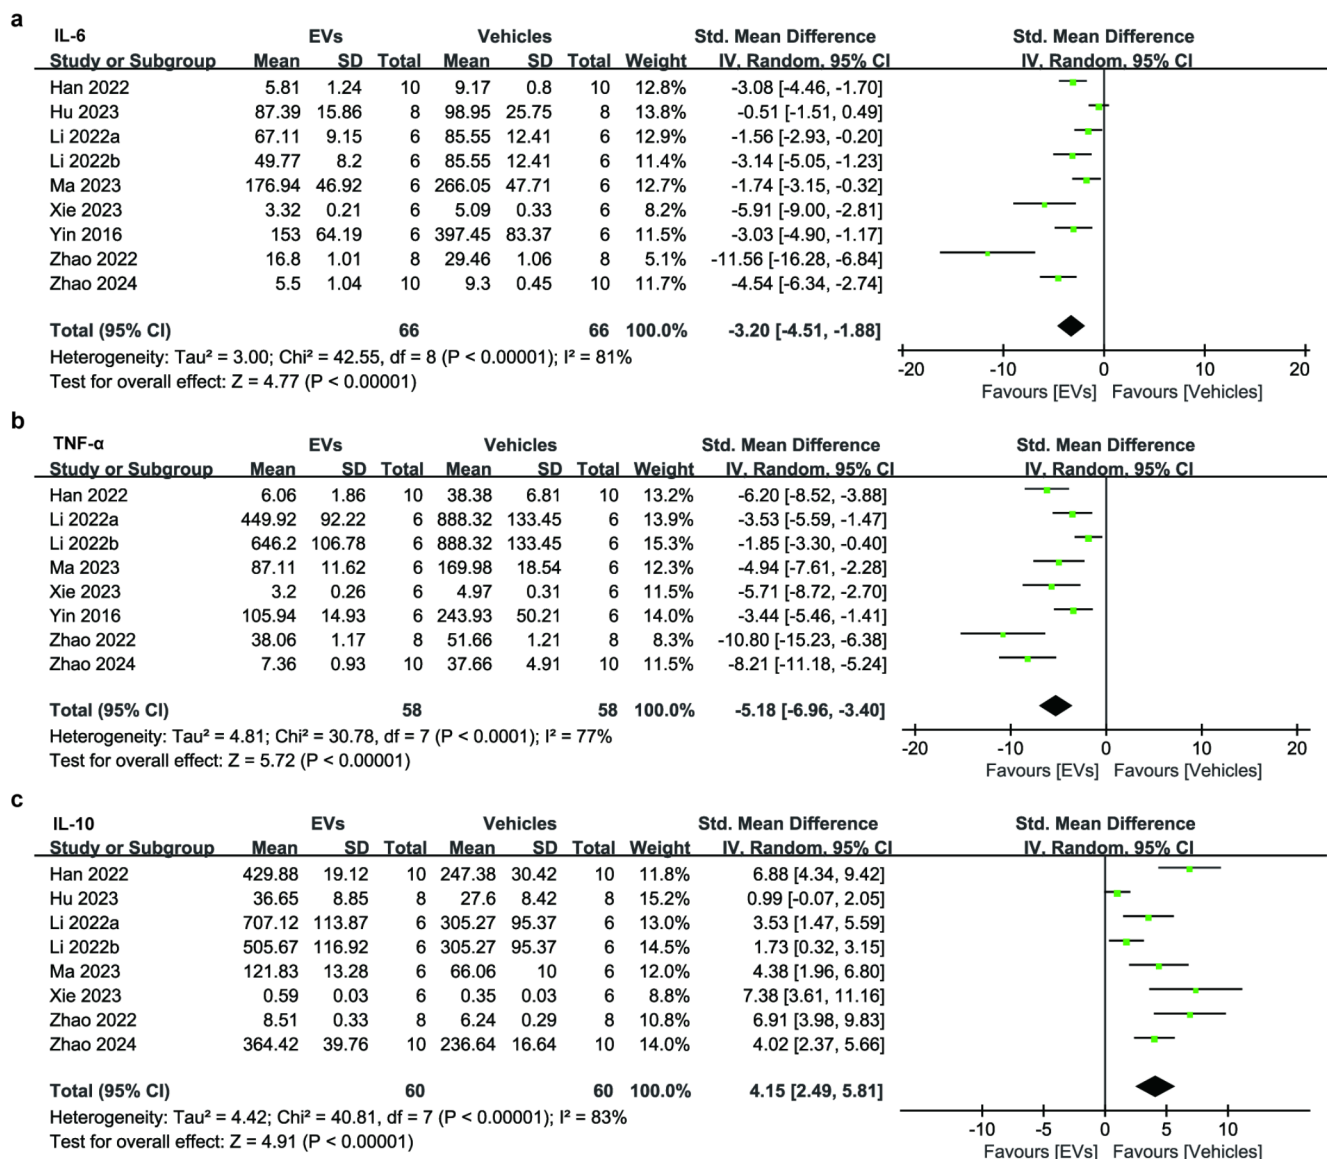 a
IL-6 EVs Vehicles Std. Mean Difference Std. Mean Difference
Study or Subgroup Mean SD Total Mean SD Total Weight IV, Random, 95% CI IV, Random, 95% CI
Han 2022 5.81 1.24 10 9.17 0.8 10 12.8% -3.08 [-4.46, -1.70]
Hu 2023 87.39 15.86 8 98.95 25.75 8 13.8% -0.51 [-1.51, 0.49]
Li 2022a 67.11 9.15 6 85.55 12.41 6 12.9% -1.56 [-2.93, -0.20]
Li 2022b 49.77 8.2 6 85.55 12.41 6 11.4% -3.14 [-5.05, -1.23]
Ma 2023 176.94 46.92 6 266.05 47.71 6 12.7% -1.74 [-3.15, -0.32]
Xie 2023 3.32 0.21 6 5.09 0.33 6 8.2% -5.91 [-9.00, -2.81]
Yin 2016 153 64.19 6 397.45 83.37 6 11.5% -3.03 [-4.90, -1.17]
Zhao 2022 16.8 1.01 8 29.46 1.06 8 5.1% -11.56 [-16.28, -6.84]
Zhao 2024 5.5 1.04 10 9.3 0.45 10 11.7% -4.54 [-6.34, -2.74]
Total (95% CI) 66 66 100.0% -3.20 [-4.51, -1.88]
Heterogeneity: Tau² = 3.00; Chi² = 42.55, df = 8 (P < 0.00001); I² = 81%
Test for overall effect: Z = 4.77 (P < 0.00001)
-20 -10 0 10 20
Favours [EVs] Favours [Vehicles]
b
TNF-α EVs Vehicles Std. Mean Difference Std. Mean Difference
Study or Subgroup Mean SD Total Mean SD Total Weight IV, Random, 95% CI IV, Random, 95% CI
Han 2022 6.06 1.86 10 38.38 6.81 10 13.2% -6.20 [-8.52, -3.88]
Li 2022a 449.92 92.22 6 888.32 133.45 6 13.9% -3.53 [-5.59, -1.47]
Li 2022b 646.2 106.78 6 888.32 133.45 6 15.3% -1.85 [-3.30, -0.40]
Ma 2023 87.11 11.62 6 169.98 18.54 6 12.3% -4.94 [-7.61, -2.28]
Xie 2023 3.2 0.26 6 4.97 0.31 6 11.5% -5.71 [-8.72, -2.70]
Yin 2016 105.94 14.93 6 243.93 50.21 6 14.0% -3.44 [-5.46, -1.41]
Zhao 2022 38.06 1.17 8 51.66 1.21 8 8.3% -10.80 [-15.23, -6.38]
Zhao 2024 7.36 0.93 10 37.66 4.91 10 11.5% -8.21 [-11.18, -5.24]
Total (95% CI) 58 58 100.0% -5.18 [-6.96, -3.40]
Heterogeneity: Tau² = 4.81; Chi² = 30.78, df = 7 (P < 0.0001); I² = 77%
Test for overall effect: Z = 5.72 (P < 0.00001)
-20 -10 0 10 20
Favours [EVs] Favours [Vehicles]
c
IL-10 EVs Vehicles Std. Mean Difference Std. Mean Difference
Study or Subgroup Mean SD Total Mean SD Total Weight IV, Random, 95% CI IV, Random, 95% CI
Han 2022 429.88 19.12 10 247.38 30.42 10 11.8% 6.88 [4.34, 9.42]
Hu 2023 36.65 8.85 8 27.6 8.42 8 15.2% 0.99 [-0.07, 2.05]
Li 2022a 707.12 113.87 6 305.27 95.37 6 13.0% 3.53 [1.47, 5.59]
Li 2022b 505.67 116.92 6 305.27 95.37 6 14.5% 1.73 [0.32, 3.15]
Ma 2023 121.83 13.28 6 66.06 10 6 12.0% 4.38 [1.96, 6.80]
Xie 2023 0.59 0.03 6 0.35 0.03 6 8.8% 7.38 [3.61, 11.16]
Zhao 2022 8.51 0.33 8 6.24 0.29 8 10.8% 6.91 [3.98, 9.83]
Zhao 2024 364.42 39.76 10 236.64 16.64 10 14.0% 4.02 [2.37, 5.66]
Total (95% CI) 60 60 100.0% 4.15 [2.49, 5.81]
Heterogeneity: Tau² = 4.42; Chi² = 40.81, df = 7 (P < 0.00001); I² = 83%
Test for overall effect: Z = 4.91 (P < 0.00001)
-10 -5 0 5 10
Favours [EVs] Favours [Vehicles]